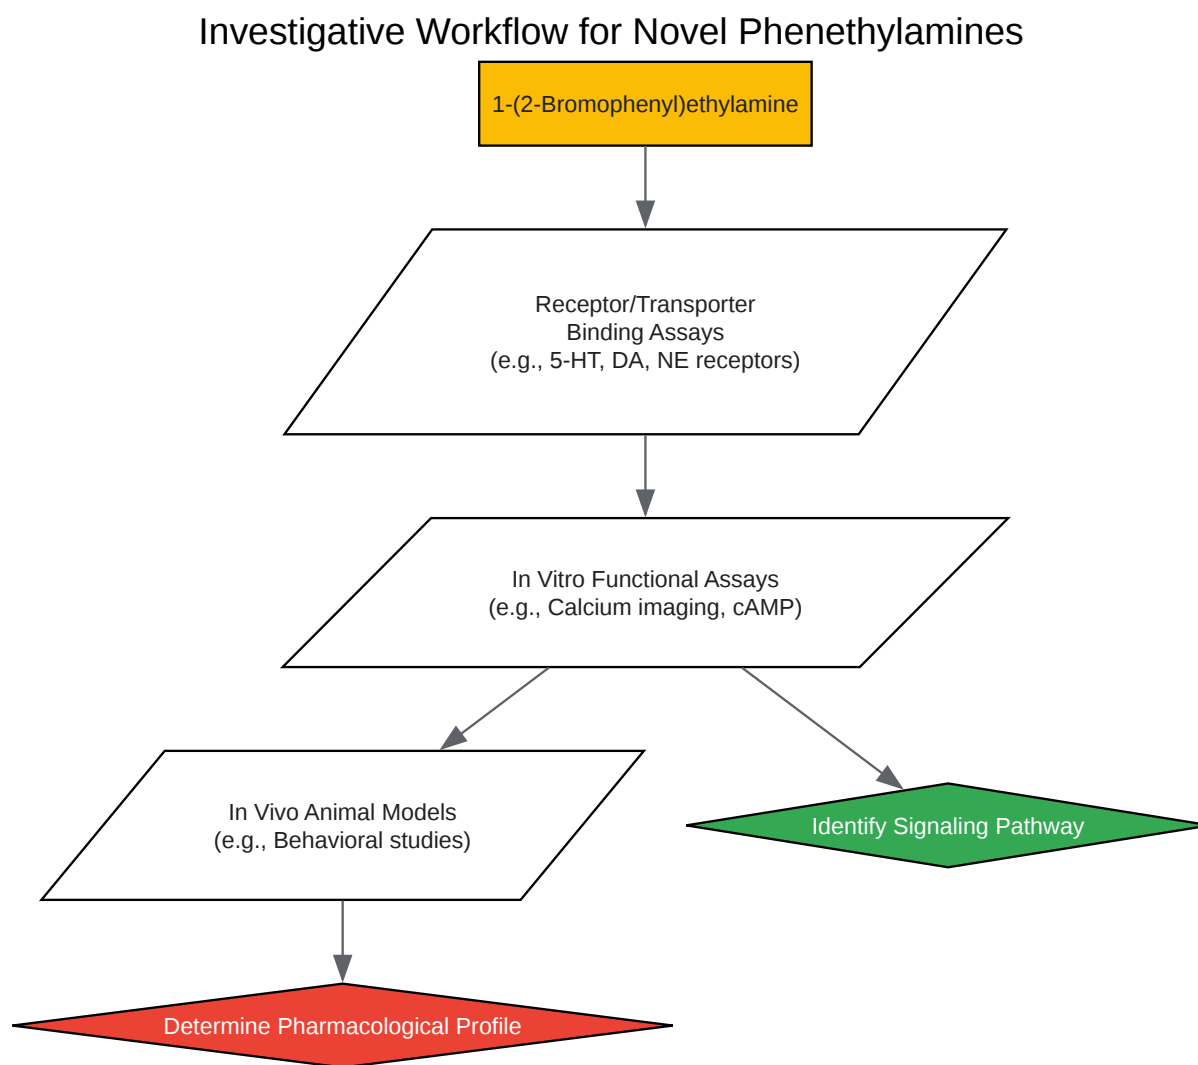 Investigative Workflow for Novel Phenethylamines
1-(2-Bromophenyl)ethylamine
Receptor/Transporter
Binding Assays
(e.g., 5-HT, DA, NE receptors)
In Vitro Functional Assays
(e.g., Calcium imaging, cAMP)
In Vivo Animal Models
(e.g., Behavioral studies)
Identify Signaling Pathway
Determine Pharmacological Profile